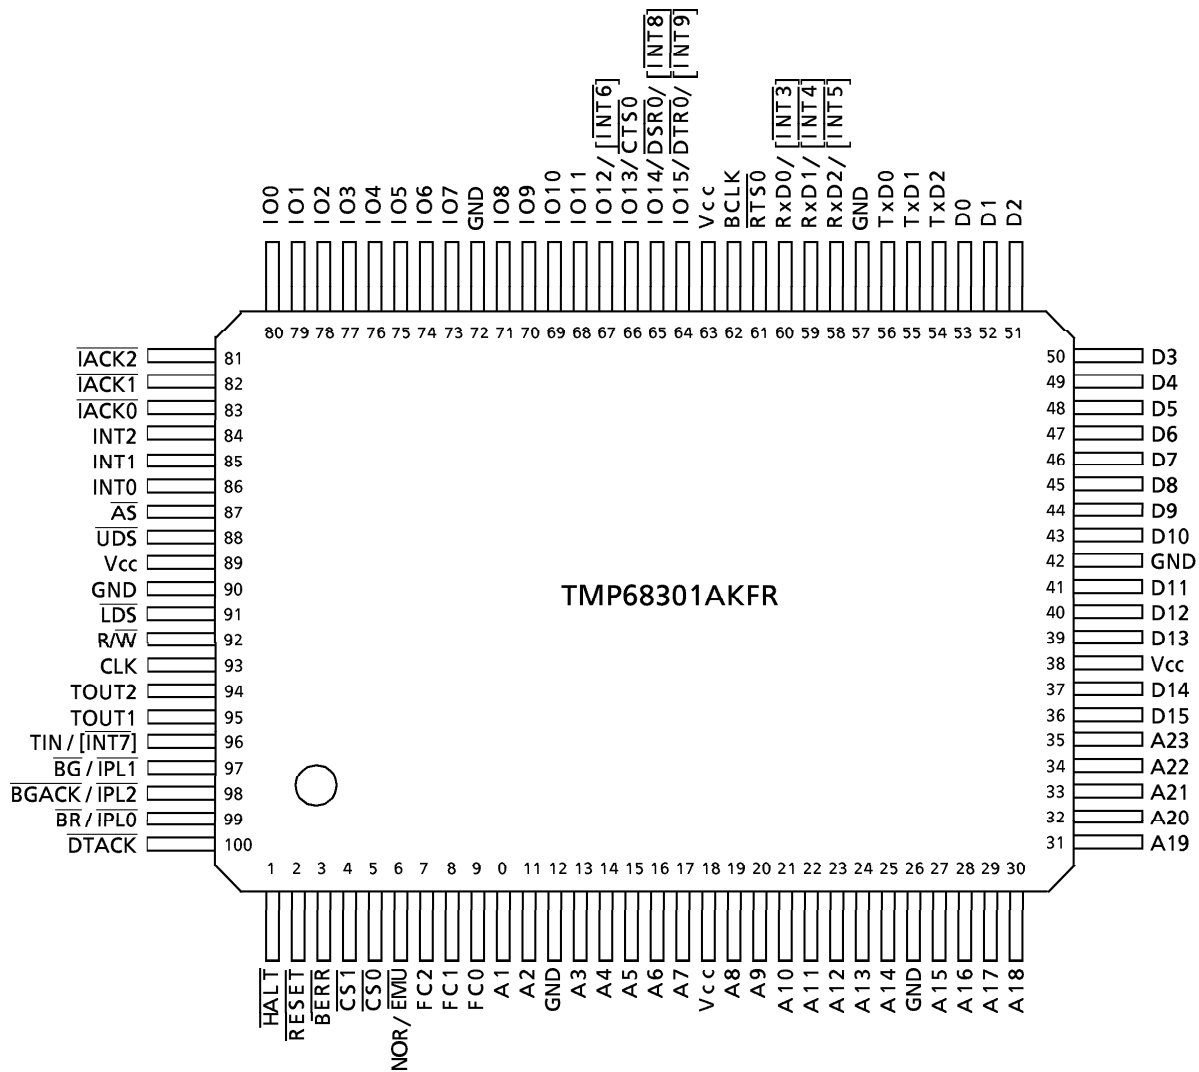 IO0
IO1
IO2
IO3
IO4
IO5
IO6
IO7
GND
IO8
IO9
IO10
IO11
IO12/[INT6]
IO13/CTS0
IO14/DSR0/[INT8]
IO15/DTR0/[INT9]
Vcc
BCLK
RTS0
RxD0/[INT3]
RxD1/[INT4]
RxD2/[INT5]
GND
TxD0
TxD1
TxD2
D0
D1
D2
80 79 78 77 76 75 74 73 72 71 70 69 68 67 66 65 64 63 62 61 60 59 58 57 56 55 54 53 52 51
IACK2 81
IACK1 82
IACK0 83
INT2 84
INT1 85
INT0 86
AS 87
UDS 88
Vcc 89
GND 90
LDS 91
R/W 92
CLK 93
TOUT2 94
TOUT1 95
TIN / [INT7] 96
BG / IPL1 97
BGACK / IPL2 98
BR / IPL0 99
DTACK 100
TMP68301AKFR
50 D3
49 D4
48 D5
47 D6
46 D7
45 D8
44 D9
43 D10
42 GND
41 D11
40 D12
39 D13
38 Vcc
37 D14
36 D15
35 A23
34 A22
33 A21
32 A20
31 A19
1 2 3 4 5 6 7 8 9 0 11 12 13 14 15 16 17 18 19 20 21 22 23 24 25 26 27 28 29 30
HALT
RESET
BERR
CS1
CS0
NOR/EMU
FC2
FC1
FC0
A1
A2
GND
A3
A4
A5
A6
A7
Vcc
A8
A9
A10
A11
A12
A13
A14
GND
A15
A16
A17
A18